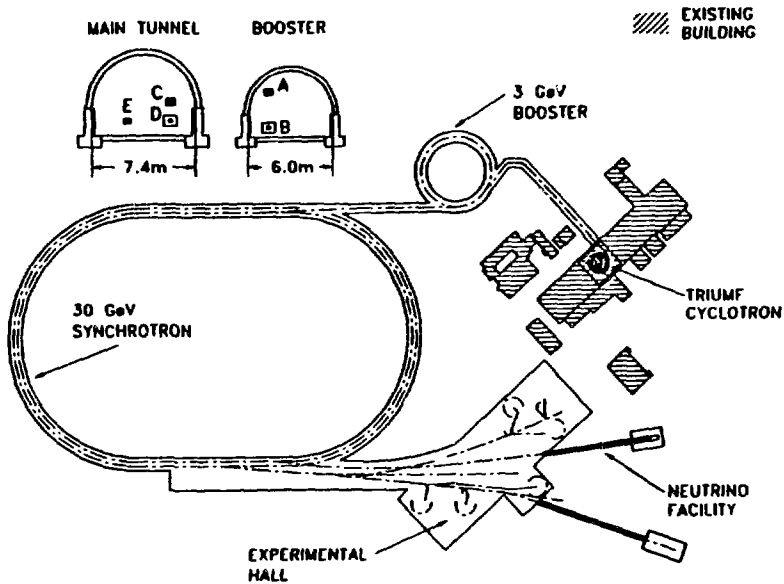 MAIN TUNNEL
BOOSTER
EXISTING
BUILDING
A
C
E
D
B
7.4m
6.0m
3 GeV
BOOSTER
TRIUMF
CYCLOTRON
30 GeV
SYNCHROTRON
NEUTRINO
FACILITY
EXPERIMENTAL
HALL